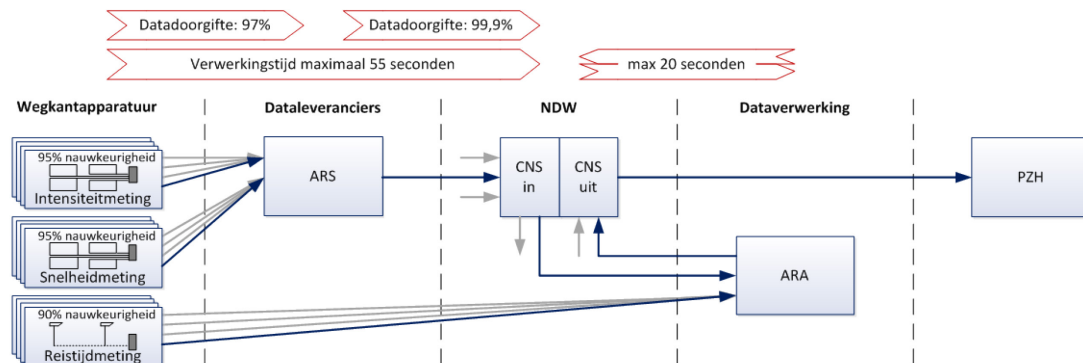 Datadoorgifte: 97%
Datadoorgifte: 99,9%
Verwerkingstijd maximaal 55 seconden
max 20 seconden
Wegkantapparatuur
Dataleveranciers
NDW
Dataverwerking
95% nauwkeurigheid
Intensiteitmeting
ARS
CNS
in
CNS
uit
PZH
95% nauwkeurigheid
Snelheidmeting
ARA
90% nauwkeurigheid
Reistijdmeting